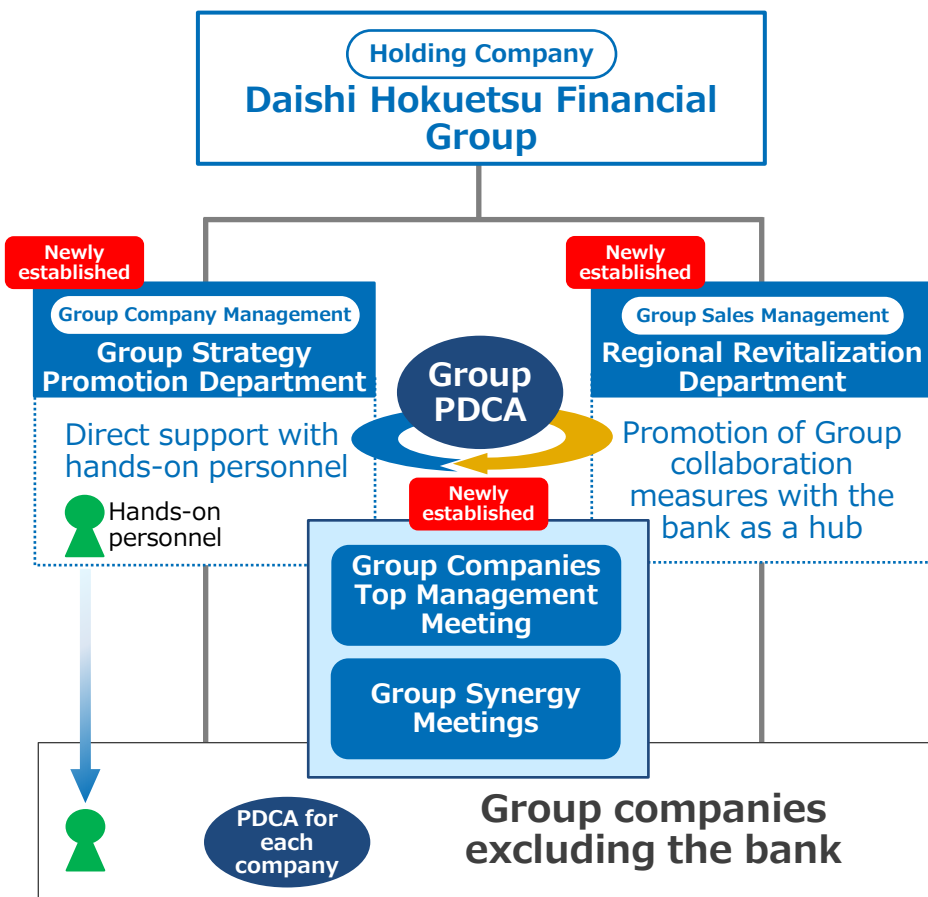 Holding Company
Daishi Hokuetsu Financial
Group
Newly
established
Group Company Management
Group Strategy
Promotion Department
Direct support with
hands-on personnel
Hands-on
personnel
Group
PDCA
Newly
established
Group Sales Management
Regional Revitalization
Department
Promotion of Group
collaboration
measures with the
bank as a hub
Newly
established
Group Companies
Top Management
Meeting
Group Synergy
Meetings
PDCA for
each
company
Group companies
excluding the bank